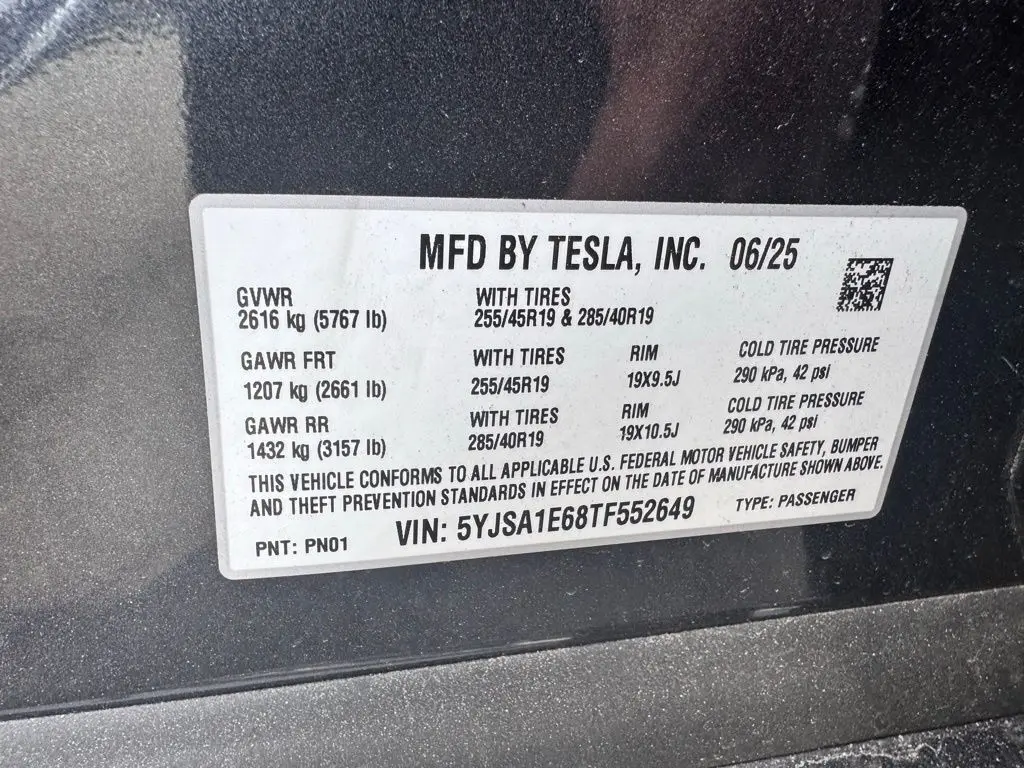 MFD BY TESLA, INC. 06/25
GVWR WITH TIRES
2616 kg (5767 lb) 255/45R19 & 285/40R19
GAWR FRT WITH TIRES RIM COLD TIRE PRESSURE
1207 kg (2661 lb) 255/45R19 19X9.5J 290 kPa, 42 psi
GAWR RR WITH TIRES RIM COLD TIRE PRESSURE
1432 kg (3157 lb) 285/40R19 19X10.5J 290 kPa, 42 psi
THIS VEHICLE CONFORMS TO ALL APPLICABLE U.S. FEDERAL MOTOR VEHICLE SAFETY, BUMPER
AND THEFT PREVENTION STANDARDS IN EFFECT ON THE DATE OF MANUFACTURE SHOWN ABOVE.
PNT: PN01 VIN: 5YJSA1E68TF552649 TYPE: PASSENGER